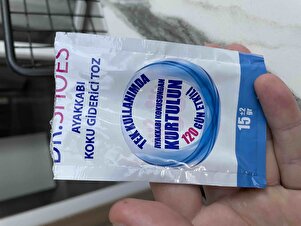 DR.SHOES
AYAKKABI
KOKU GİDERİCİ TOZ
TEK KULLANIMDA
AYAKKABI KOKUSUNDAN
KURTULUN
120 GÜN ETKİLİ
15±2
gr